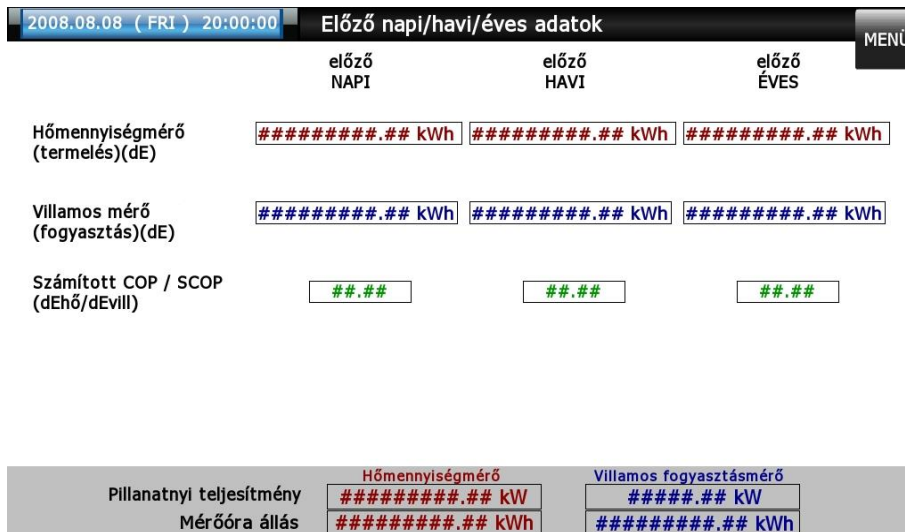 2008.08.08 ( FRI ) 20:00:00 Előző napi/havi/éves adatok MENÜ
előző előző előző
NAPI HAVI ÉVES
Hőmennyiségmérő #########.## kWh #########.## kWh #########.## kWh
(termelés)(dE)
Villamos mérő #########.## kWh #########.## kWh #########.## kWh
(fogyasztás)(dE)
Számított COP / SCOP ##.## ##.## ##.##
(dEhő/dEvill)
Hőmennyiségmérő Villamos fogyasztásmérő
Pillanatnyi teljesítmény #########.## kW #####.## kW
Mérőóra állás #########.## kWh #########.## kWh